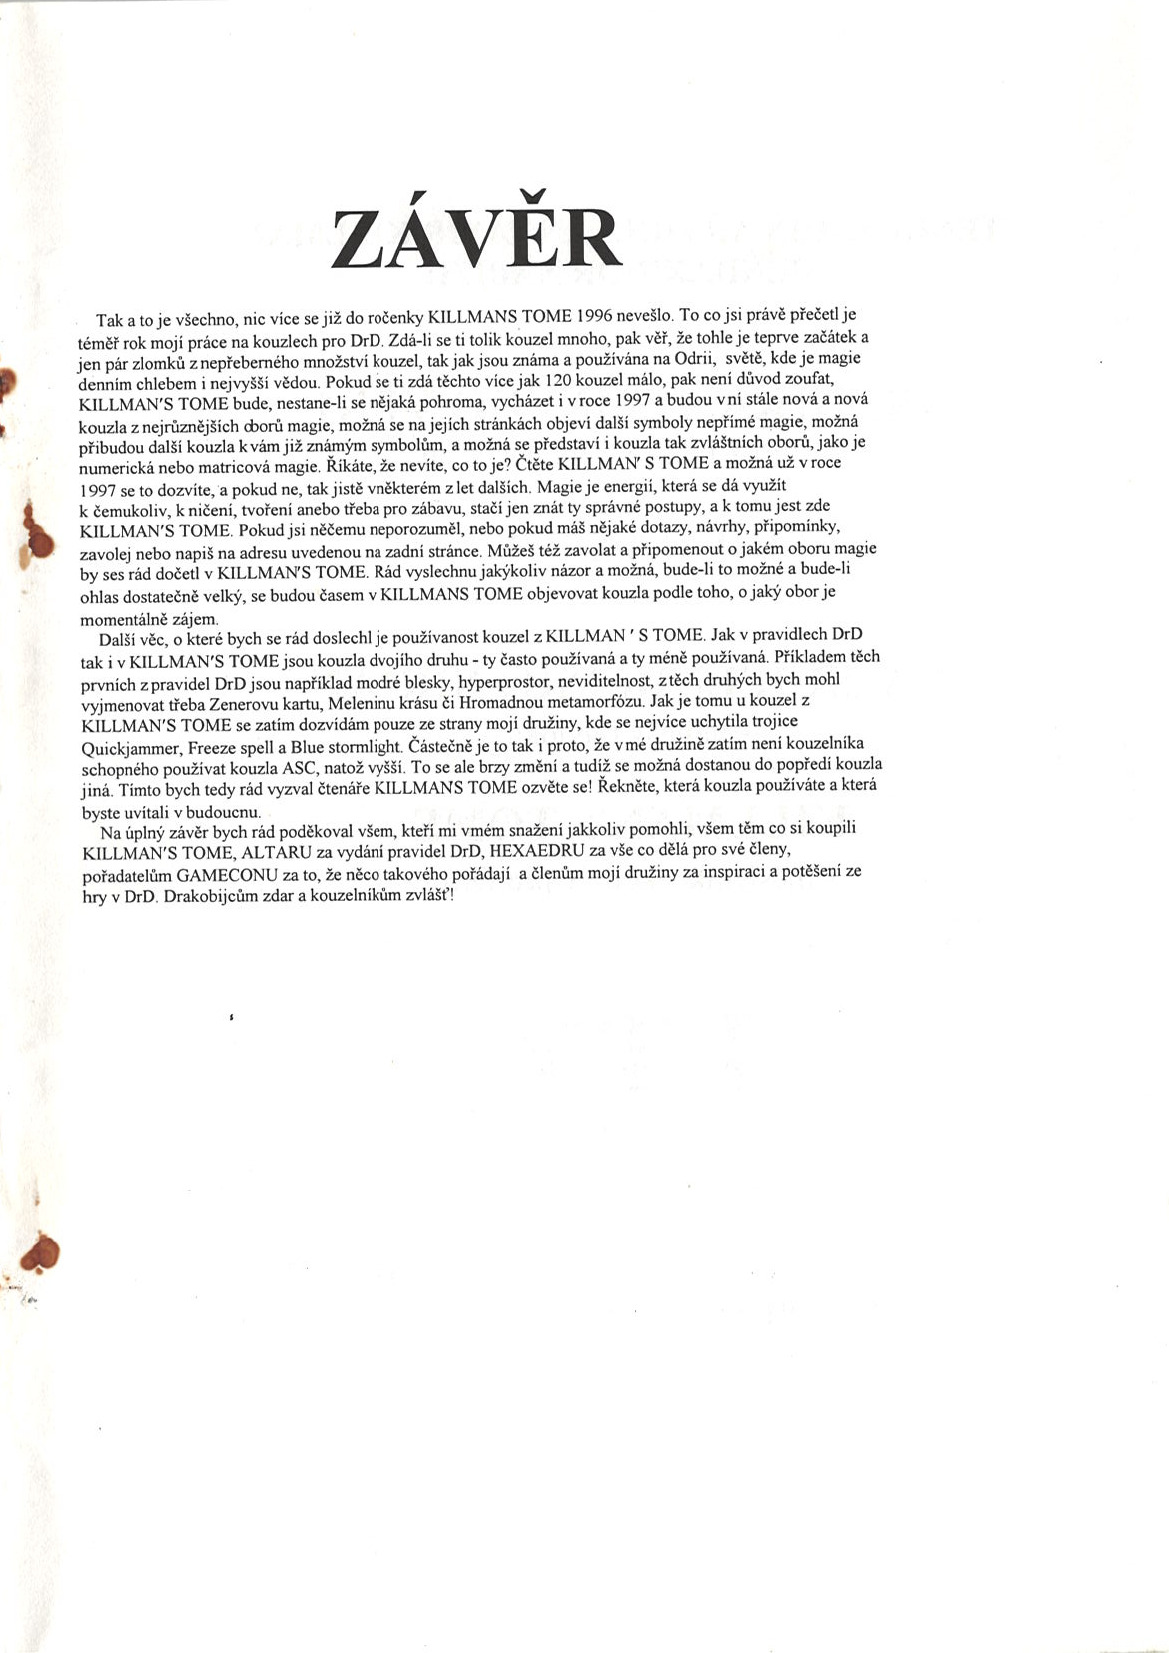 ZÁVĚR
Tak a to je všechno, nic více se již do ročenky KILLMANS TOME 1996 nevešlo. To co jsi právě přečetl je
téměř rok mojí práce na kouzlech pro DrD. Zdá-li se ti tolik kouzel mnoho, pak věř, že tohle je teprve začátek a
jen pár zlomků z nepřeberného množství kouzel, tak jak jsou známa a používána na Odrii, světě, kde je magie
denním chlebem i nejvyšší vědou. Pokud se ti zdá těchto více jak 120 kouzel málo, pak není důvod zoufat,
KILLMAN'S TOME bude, nestane-li se nějaká pohroma, vycházet i v roce 1997 a budou v ní stále nová a nová
kouzla z nejrůznějších oborů magie, možná se na jejích stránkách objeví další symboly nepřímé magie, možná
přibudou další kouzla k vám již známým symbolům, a možná se představí i kouzla tak zvláštních oborů, jako je
numerická nebo matricová magie. Říkáte, že nevíte, co to je? Čtěte KILLMAN' S TOME a možná už v roce
1997 se to dozvíte, a pokud ne, tak jistě vněkterém z let dalších. Magie je energií, která se dá využít
k čemukoliv, k ničení, tvoření anebo třeba pro zábavu, stačí jen znát ty správné postupy, a k tomu jest zde
KILLMAN'S TOME. Pokud jsi něčemu neporozuměl, nebo pokud máš nějaké dotazy, návrhy, připomínky,
zavolej nebo napiš na adresu uvedenou na zadní stránce. Můžeš též zavolat a připomenout o jakém oboru magie
by ses rád dočetl v KILLMAN'S TOME. Rád vyslechnu jakýkoliv názor a možná, bude-li to možné a bude-li
ohlas dostatečně velký, se budou časem v KILLMANS TOME objevovat kouzla podle toho, o jaký obor je
momentálně zájem.
Další věc, o které bych se rád doslechl je používanost kouzel z KILLMAN ' S TOME. Jak v pravidlech DrD
tak i v KILLMAN'S TOME jsou kouzla dvojího druhu - ty často používaná a ty méně používaná. Příkladem těch
prvních z pravidel DrD jsou například modré blesky, hyperprostor, neviditelnost, z těch druhých bych mohl
vyjmenovat třeba Zenerovu kartu, Meleninu krásu či Hromadnou metamorfózu. Jak je tomu u kouzel z
KILLMAN'S TOME se zatím dozvídám pouze ze strany mojí družiny, kde se nejvíce uchytila trojice
Quickjammer, Freeze spell a Blue stormlight. Částečně je to tak i proto, že v mé družině zatím není kouzelníka
schopného používat kouzla ASC, natož vyšší. To se ale brzy změní a tudíž se možná dostanou do popředí kouzla
jiná. Tímto bych tedy rád vyzval čtenáře KILLMANS TOME ozvěte se! Řekněte, která kouzla používáte a která
byste uvítali v budoucnu.
Na úplný závěr bych rád poděkoval všem, kteří mi vmém snažení jakkoliv pomohli, všem těm co si koupili
KILLMAN'S TOME, ALTARU za vydání pravidel DrD, HEXAEDRU za vše co dělá pro své členy,
pořadatelům GAMECONU za to, že něco takového pořádají a členům mojí družiny za inspiraci a potěšení ze
hry v DrD. Drakobijcům zdar a kouzelníkům zvlášť!